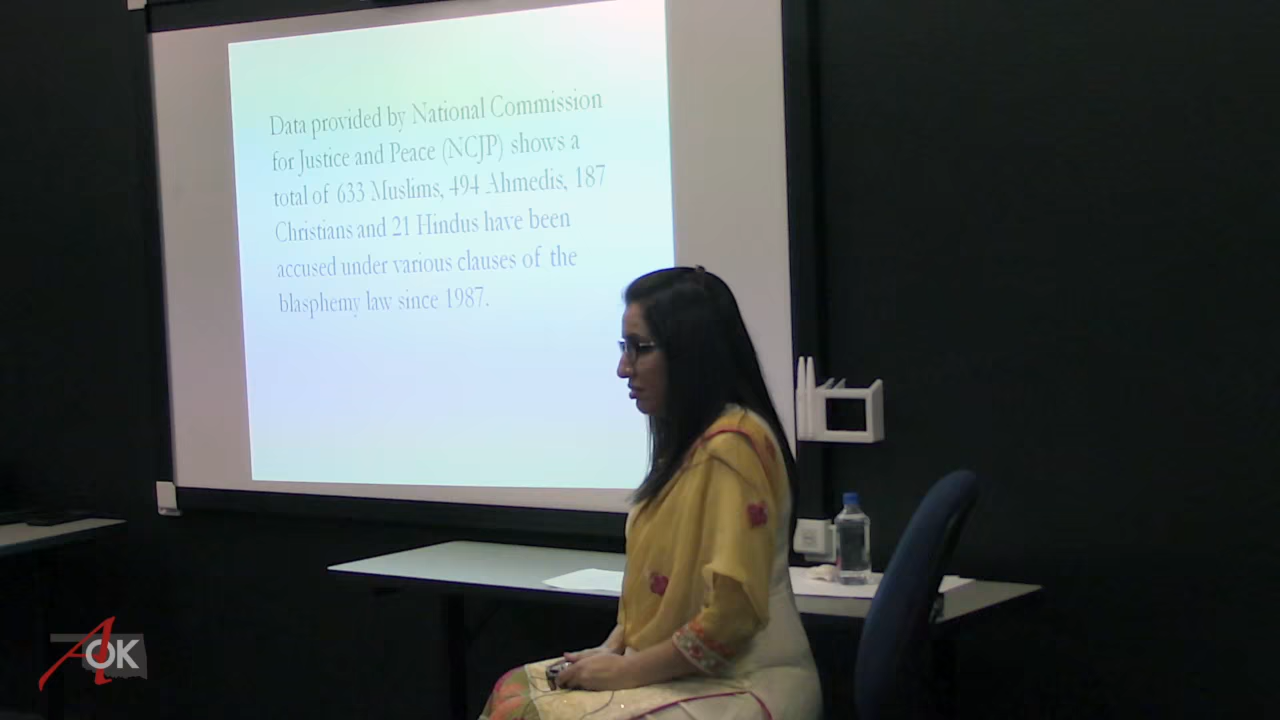 Data provided by National Commission
for Justice and Peace (NCJP) shows a
total of 633 Muslims, 494 Ahmedis, 187
Christians and 21 Hindus have been
accused under various clauses of the
blasphemy law since 1987.
AOK